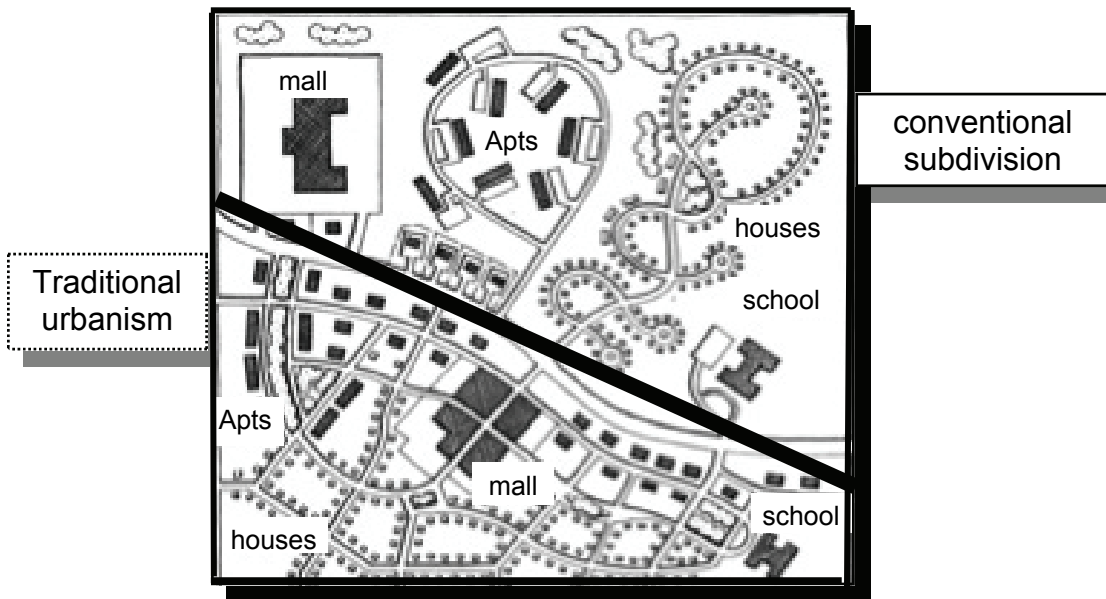 mall
Apts
conventional
subdivision
houses
school
Traditional
urbanism
Apts
mall
school
houses